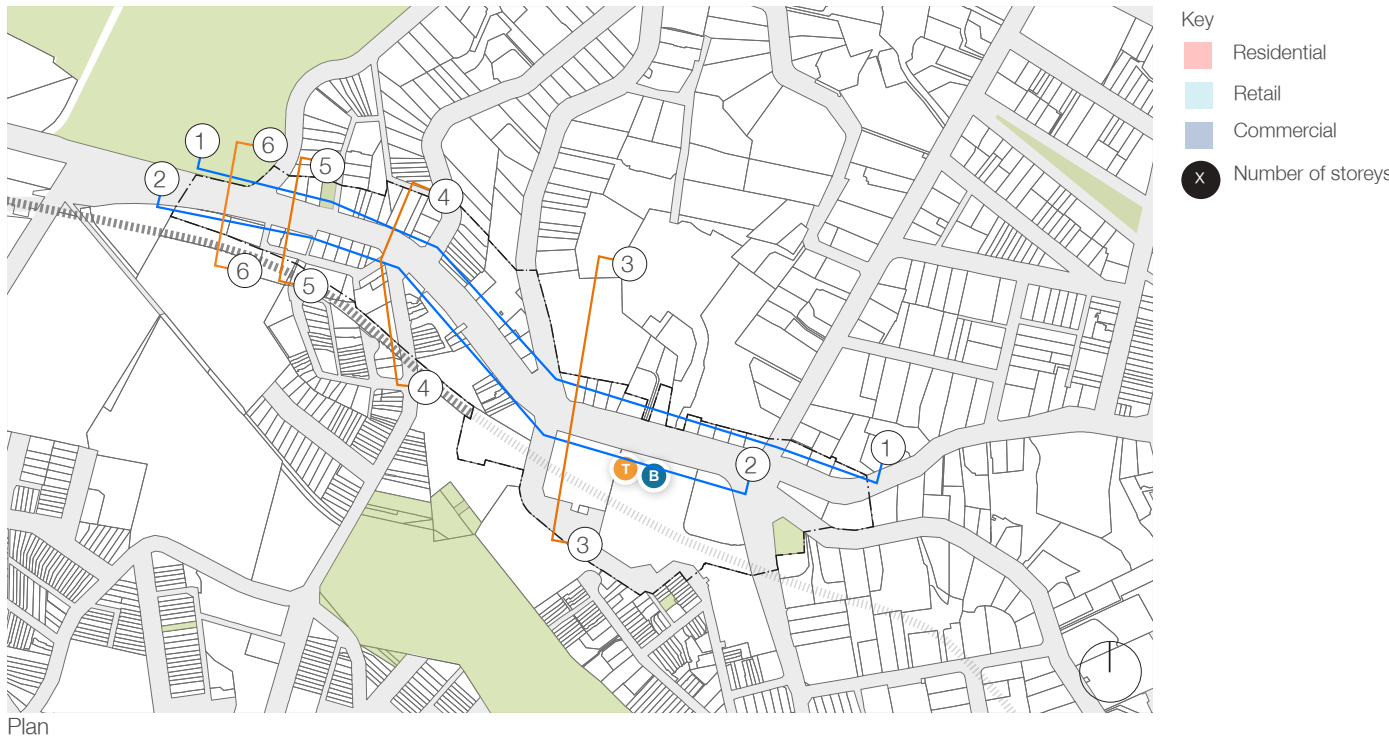 Key
Residential
Retail
Commercial
X
Number of storeys
1
6
5
2
4
3
6
5
4
1
2
T
B
3
Plan